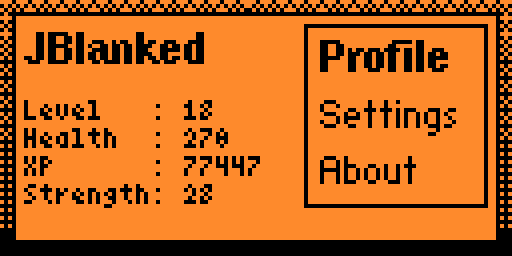 JBlanked
Level : 18
Health : 270
XP : 77447
Strength: 28
Profile
Settings
About